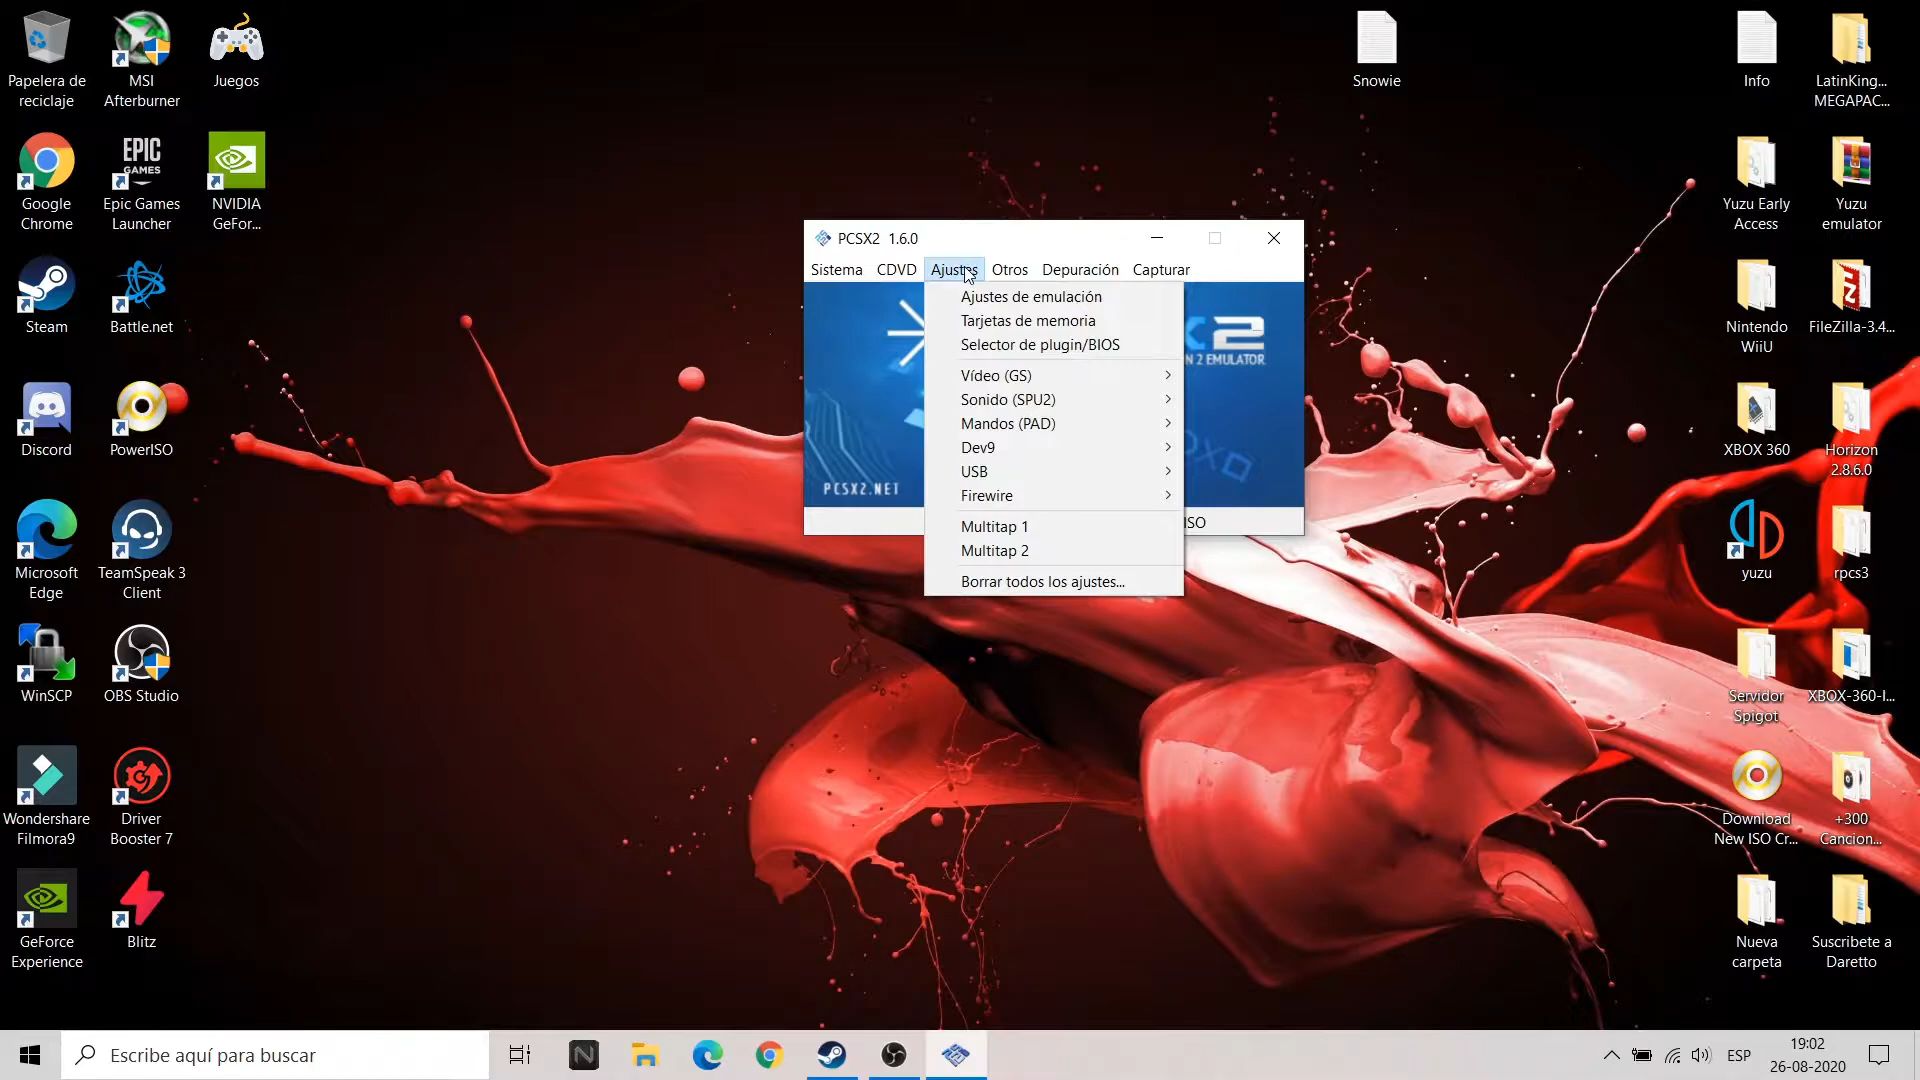 Papelera de
reciclaje
MSI
Afterburner
Juegos
Snowie
Info
LatinKing...
MEGAPAC...
Google
Chrome
EPIC
GAMES
Epic Games
Launcher
NVIDIA
GeFor...
Yuzu Early
Access
Yuzu
emulator
Steam
Battle.net
Nintendo
WiiU
FileZilla-3.4...
Discord
PowerISO
XBOX 360
Horizon
2.8.6.0
Microsoft
Edge
TeamSpeak 3
Client
yuzu
rpcs3
WinSCP
OBS Studio
Servidor
Spigot
XBOX-360-I...
Wondershare
Filmora9
Driver
Booster 7
Download
New ISO Cr...
+300
Cancion...
GeForce
Experience
Blitz
Nueva
carpeta
Suscribete a
Daretto
PCSX2 1.6.0
Sistema CDVD Ajustes Otros Depuración Capturar
Ajustes de emulación
Tarjetas de memoria
Selector de plugin/BIOS
Vídeo (GS)
Sonido (SPU2)
Mandos (PAD)
Dev9
USB
Firewire
Multitap 1
Multitap 2
Borrar todos los ajustes...
X2
N 2 EMULATOR
PCSX2.NET
ISO
Escribe aquí para buscar
ESP
19:02
26-08-2020